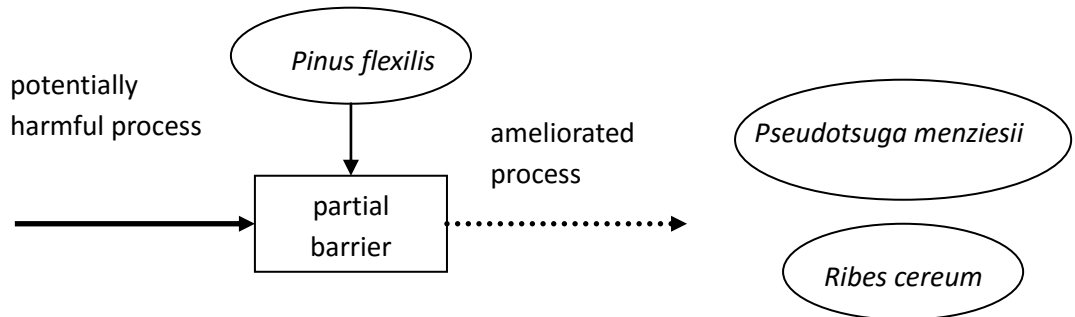 Pinus flexilis
potentially
harmful process
ameliorated
process
partial
barrier
Pseudotsuga menziesii
Ribes cereum